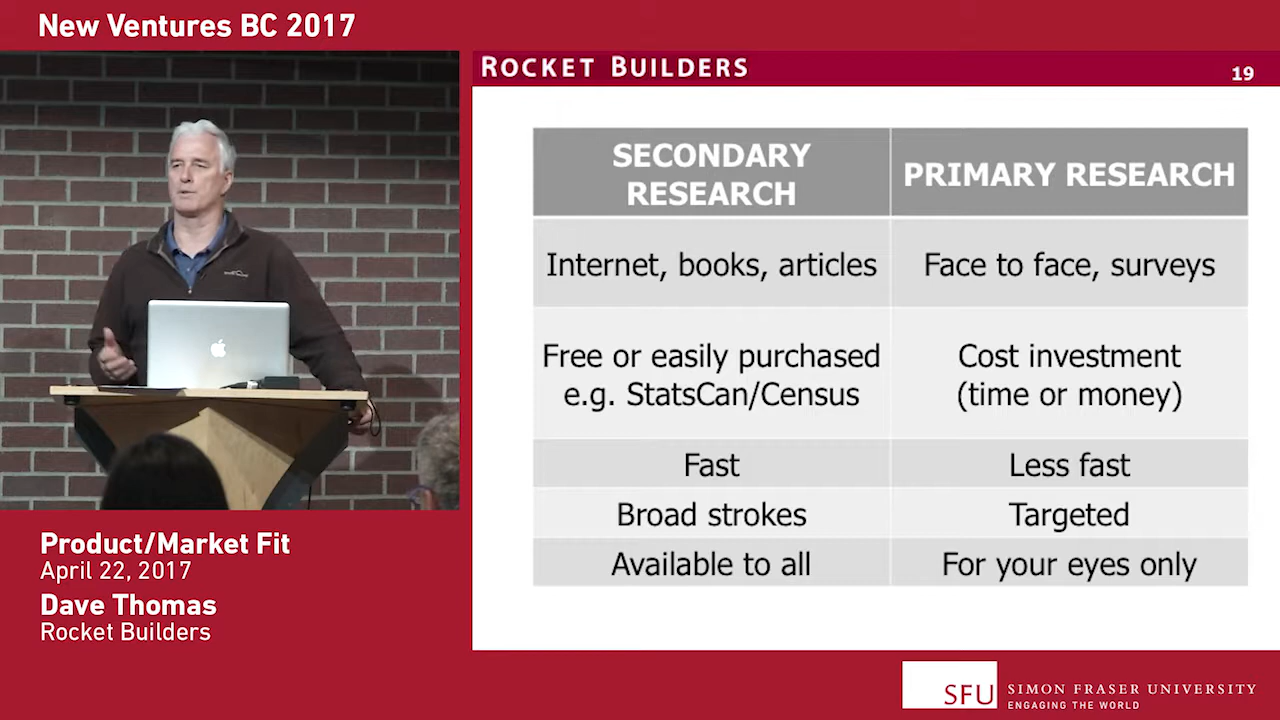 New Ventures BC 2017
ROCKET BUILDERS
19
SECONDARY
RESEARCH
PRIMARY RESEARCH
Internet, books, articles
Face to face, surveys
Free or easily purchased
e.g. StatsCan/Census
Cost investment
(time or money)
Fast
Less fast
Broad strokes
Targeted
Available to all
For your eyes only
Product/Market Fit
April 22, 2017
Dave Thomas
Rocket Builders
SFU
SIMON FRASER UNIVERSITY
ENGAGING THE WORLD